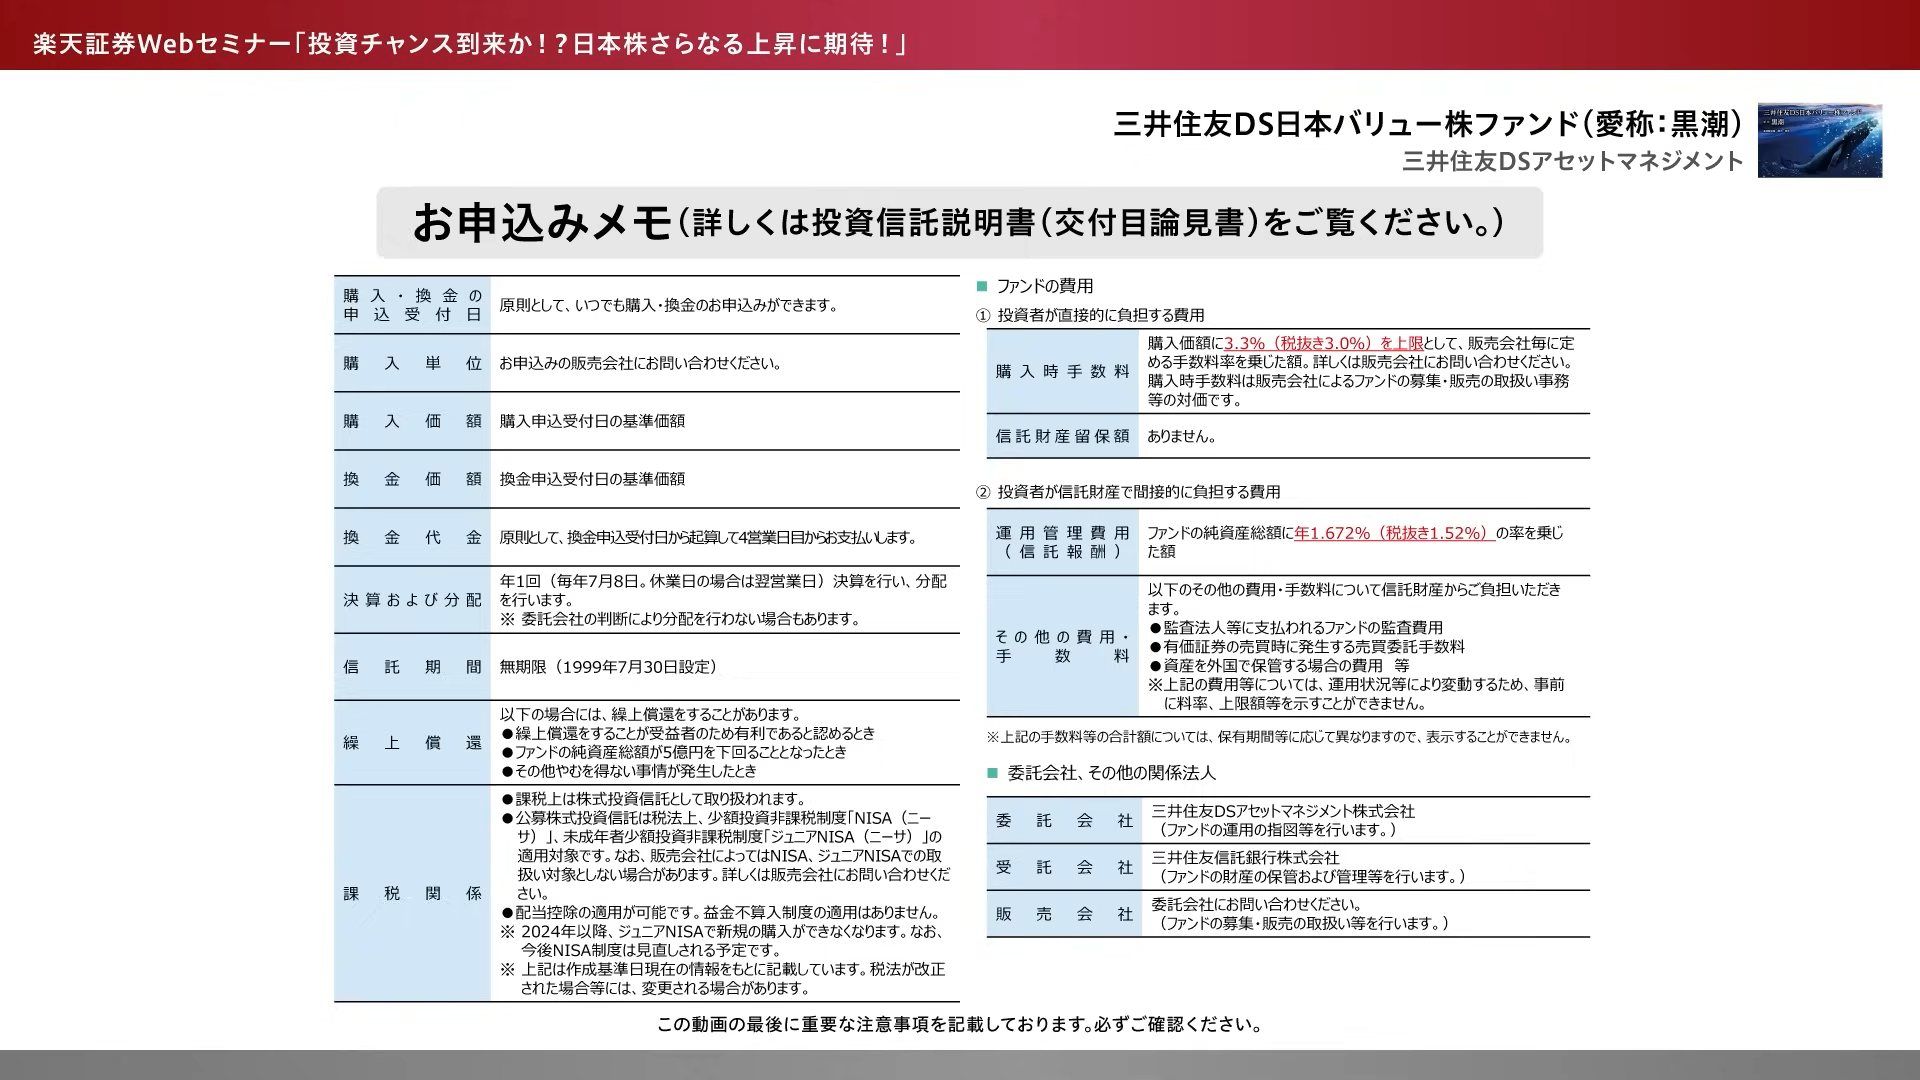 楽天証券Webセミナー「投資チャンス到来か！？日本株さらなる上昇に期待！」
三井住友DS日本バリュー株ファンド（愛称：黒潮）
三井住友DSアセットマネジメント
お申込みメモ（詳しくは投資信託説明書（交付目論見書）をご覧ください。）
購入・換金の
申込受付日
原則として、いつでも購入・換金のお申込みができます。
購入単位
お申込みの販売会社にお問い合わせください。
購入価額
購入申込受付日の基準価額
換金価額
換金申込受付日の基準価額
換金代金
原則として、換金申込受付日から起算して4営業日目からお支払いします。
決算および分配
年1回（毎年7月8日。休業日の場合は翌営業日）決算を行い、分配
を行います。
※ 委託会社の判断により分配を行わない場合もあります。
信託期間
無期限（1999年7月30日設定）
繰上償還
以下の場合には、繰上償還をすることがあります。
●繰上償還をすることが受益者のため有利であると認めるとき
●ファンドの純資産総額が5億円を下回ることとなったとき
●その他やむを得ない事情が発生したとき
課税関係
●課税上は株式投資信託として取り扱われます。
●公募株式投資信託は税法上、少額投資非課税制度「NISA（ニー
サ）」、未成年者少額投資非課税制度「ジュニアNISA（ニーサ）」の
適用対象です。なお、販売会社によってはNISA、ジュニアNISAでの取
扱い対象としない場合があります。詳しくは販売会社にお問い合わせくだ
さい。
●配当控除の適用が可能です。益金不算入制度の適用はありません。
※ 2024年以降、ジュニアNISAで新規の購入ができなくなります。なお、
今後NISA制度は見直しされる予定です。
※ 上記は作成基準日現在の情報をもとに記載しています。税法が改正
された場合等には、変更される場合があります。
■ ファンドの費用
① 投資者が直接的に負担する費用
購入時手数料
購入価額に3.3%（税抜き3.0%）を上限として、販売会社毎に定
める手数料率を乗じた額。詳しくは販売会社にお問い合わせください。
購入時手数料は販売会社によるファンドの募集・販売の取扱い事務
等の対価です。
信託財産留保額
ありません。
② 投資者が信託財産で間接的に負担する費用
運用管理費用
（信託報酬）
ファンドの純資産総額に年1.672%（税抜き1.52%）の率を乗じ
た額
その他の費用・
手数料
以下のその他の費用・手数料について信託財産からご負担いただき
ます。
●監査法人等に支払われるファンドの監査費用
●有価証券の売買時に発生する売買委託手数料
●資産を外国で保管する場合の費用 等
※上記の費用等については、運用状況等により変動するため、事前
に料率、上限額等を示すことができません。
※上記の手数料等の合計額については、保有期間等に応じて異なりますので、表示することができません。
■ 委託会社、その他の関係法人
委託会社
三井住友DSアセットマネジメント株式会社
（ファンドの運用の指図等を行います。）
受託会社
三井住友信託銀行株式会社
（ファンドの財産の保管および管理等を行います。）
販売会社
委託会社にお問い合わせください。
（ファンドの募集・販売の取扱い等を行います。）
この動画の最後に重要な注意事項を記載しております。必ずご確認ください。